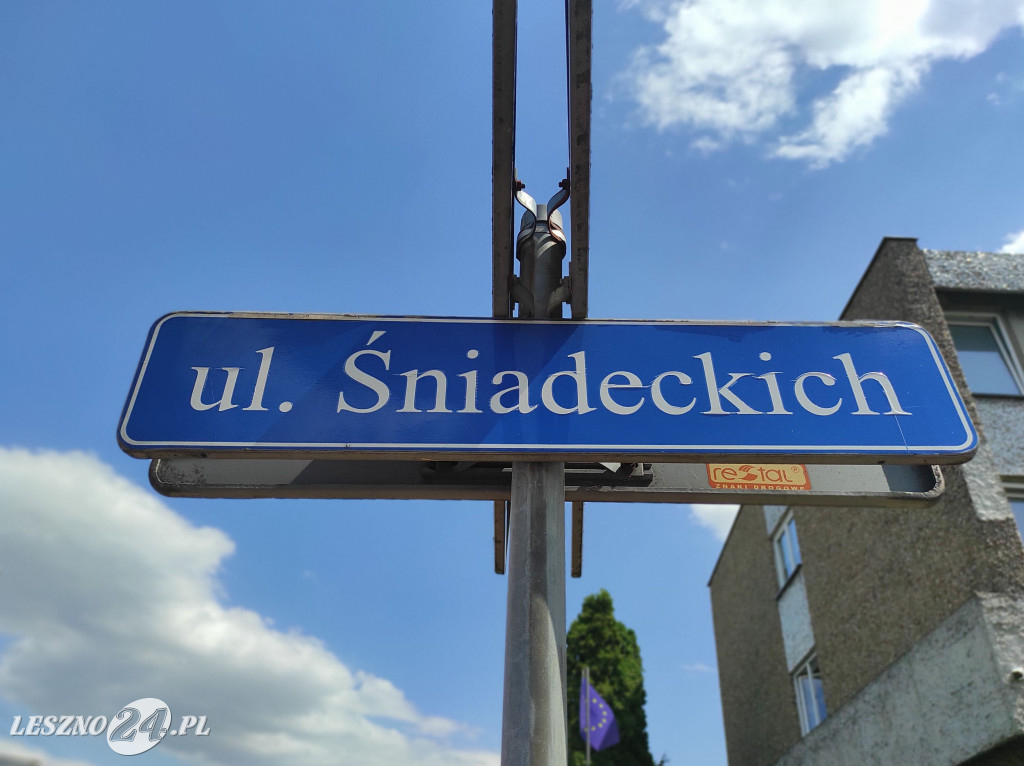 ul. Śniadeckich
reStal®
ZNAKI DROGOWE
LESZNO24.PL